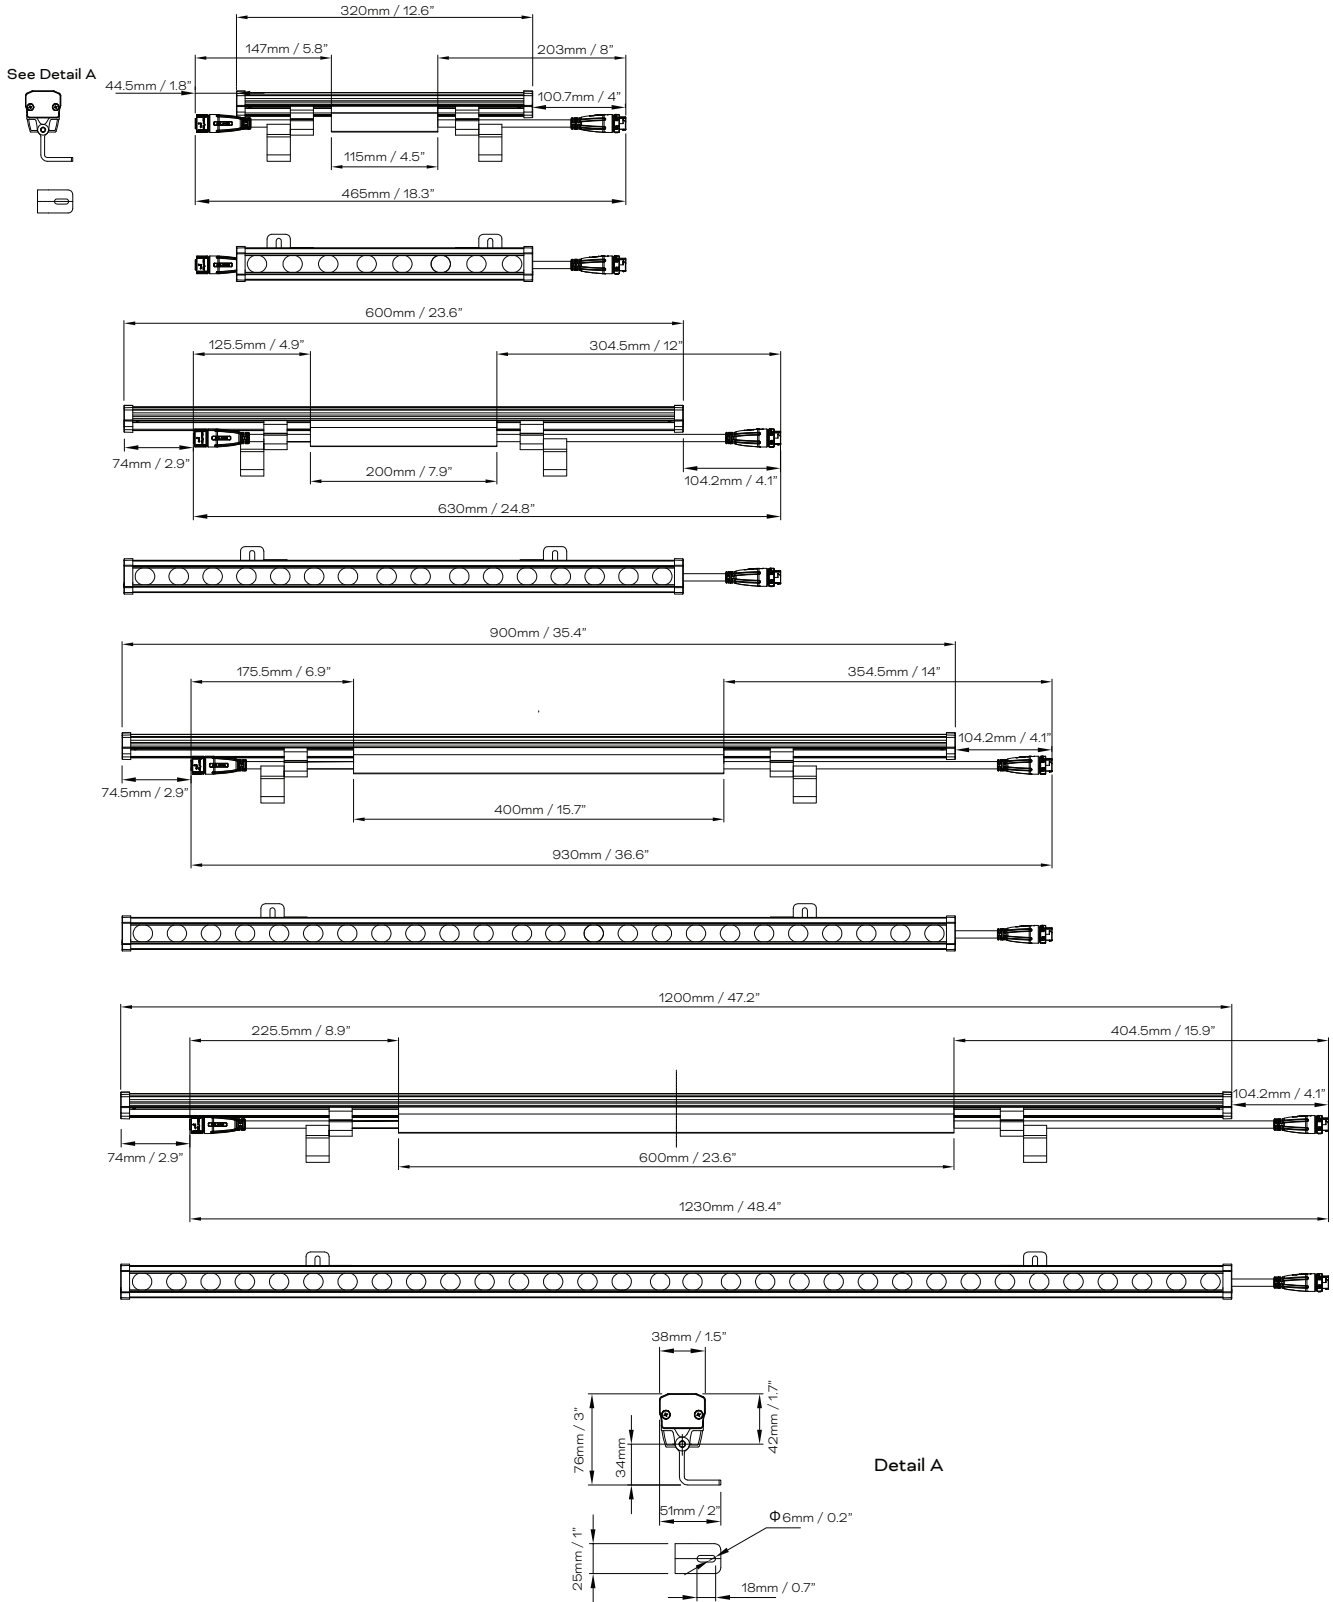 320mm / 12.6”
147mm / 5.8”
203mm / 8”
See Detail A
44.5mm / 1.8”
100.7mm / 4”
115mm / 4.5”
465mm / 18.3”
600mm / 23.6”
125.5mm / 4.9”
304.5mm / 12”
74mm / 2.9”
200mm / 7.9”
104.2mm / 4.1”
630mm / 24.8”
900mm / 35.4”
175.5mm / 6.9”
354.5mm / 14”
104.2mm / 4.1”
74.5mm / 2.9”
400mm / 15.7”
930mm / 36.6”
1200mm / 47.2”
225.5mm / 8.9”
404.5mm / 15.9”
104.2mm / 4.1”
74mm / 2.9”
600mm / 23.6”
1230mm / 48.4”
38mm / 1.5”
76mm / 3”
34mm
42mm / 1.7”
Detail A
51mm / 2”
Φ6mm / 0.2”
25mm / 1”
18mm / 0.7”